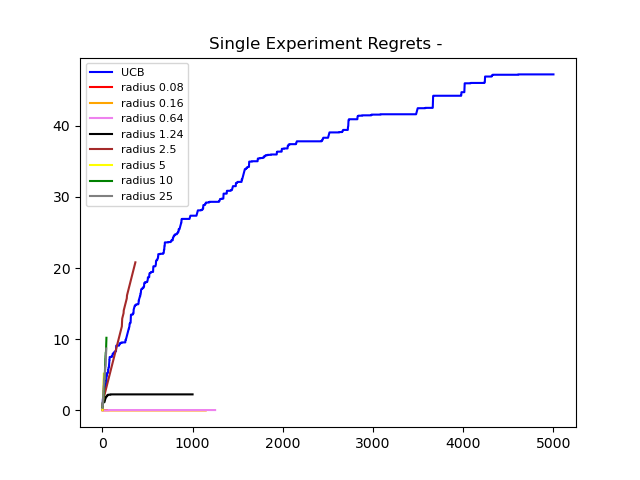 Single Experiment Regrets -
UCB
radius 0.08
radius 0.16
radius 0.64
radius 1.24
radius 2.5
radius 5
radius 10
radius 25
40
30
20
10
0
0 1000 2000 3000 4000 5000